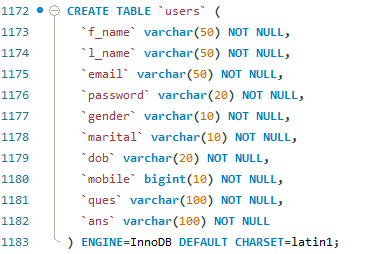 1172 CREATE TABLE `users` (
1173 `f_name` varchar(50) NOT NULL,
1174 `l_name` varchar(50) NOT NULL,
1175 `email` varchar(50) NOT NULL,
1176 `password` varchar(20) NOT NULL,
1177 `gender` varchar(10) NOT NULL,
1178 `marital` varchar(10) NOT NULL,
1179 `dob` varchar(20) NOT NULL,
1180 `mobile` bigint(10) NOT NULL,
1181 `ques` varchar(100) NOT NULL,
1182 `ans` varchar(100) NOT NULL
1183 ) ENGINE=InnoDB DEFAULT CHARSET=latin1;